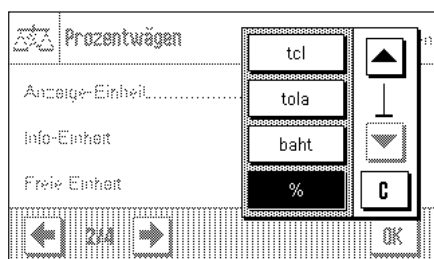 Prozentwägen
Anzeige-Einheit
Info-Einheit
Freie Einheit
tcl
tola
baht
%
C
2/4
OK